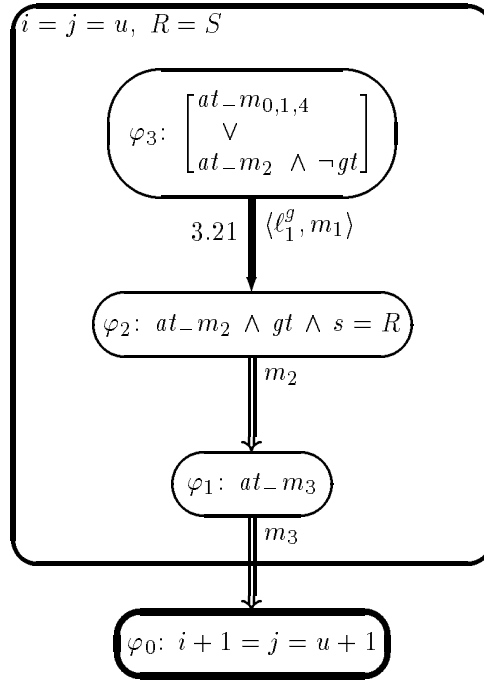 i = j = u, R = S
at_m₀,₁,₄
φ₃: [ ∨ ]
at_m₂ ∧ ¬gt
3.21 ⟨ℓ₁ᵍ, m₁⟩
φ₂: at_m₂ ∧ gt ∧ s = R
m₂
φ₁: at_m₃
m₃
φ₀: i + 1 = j = u + 1